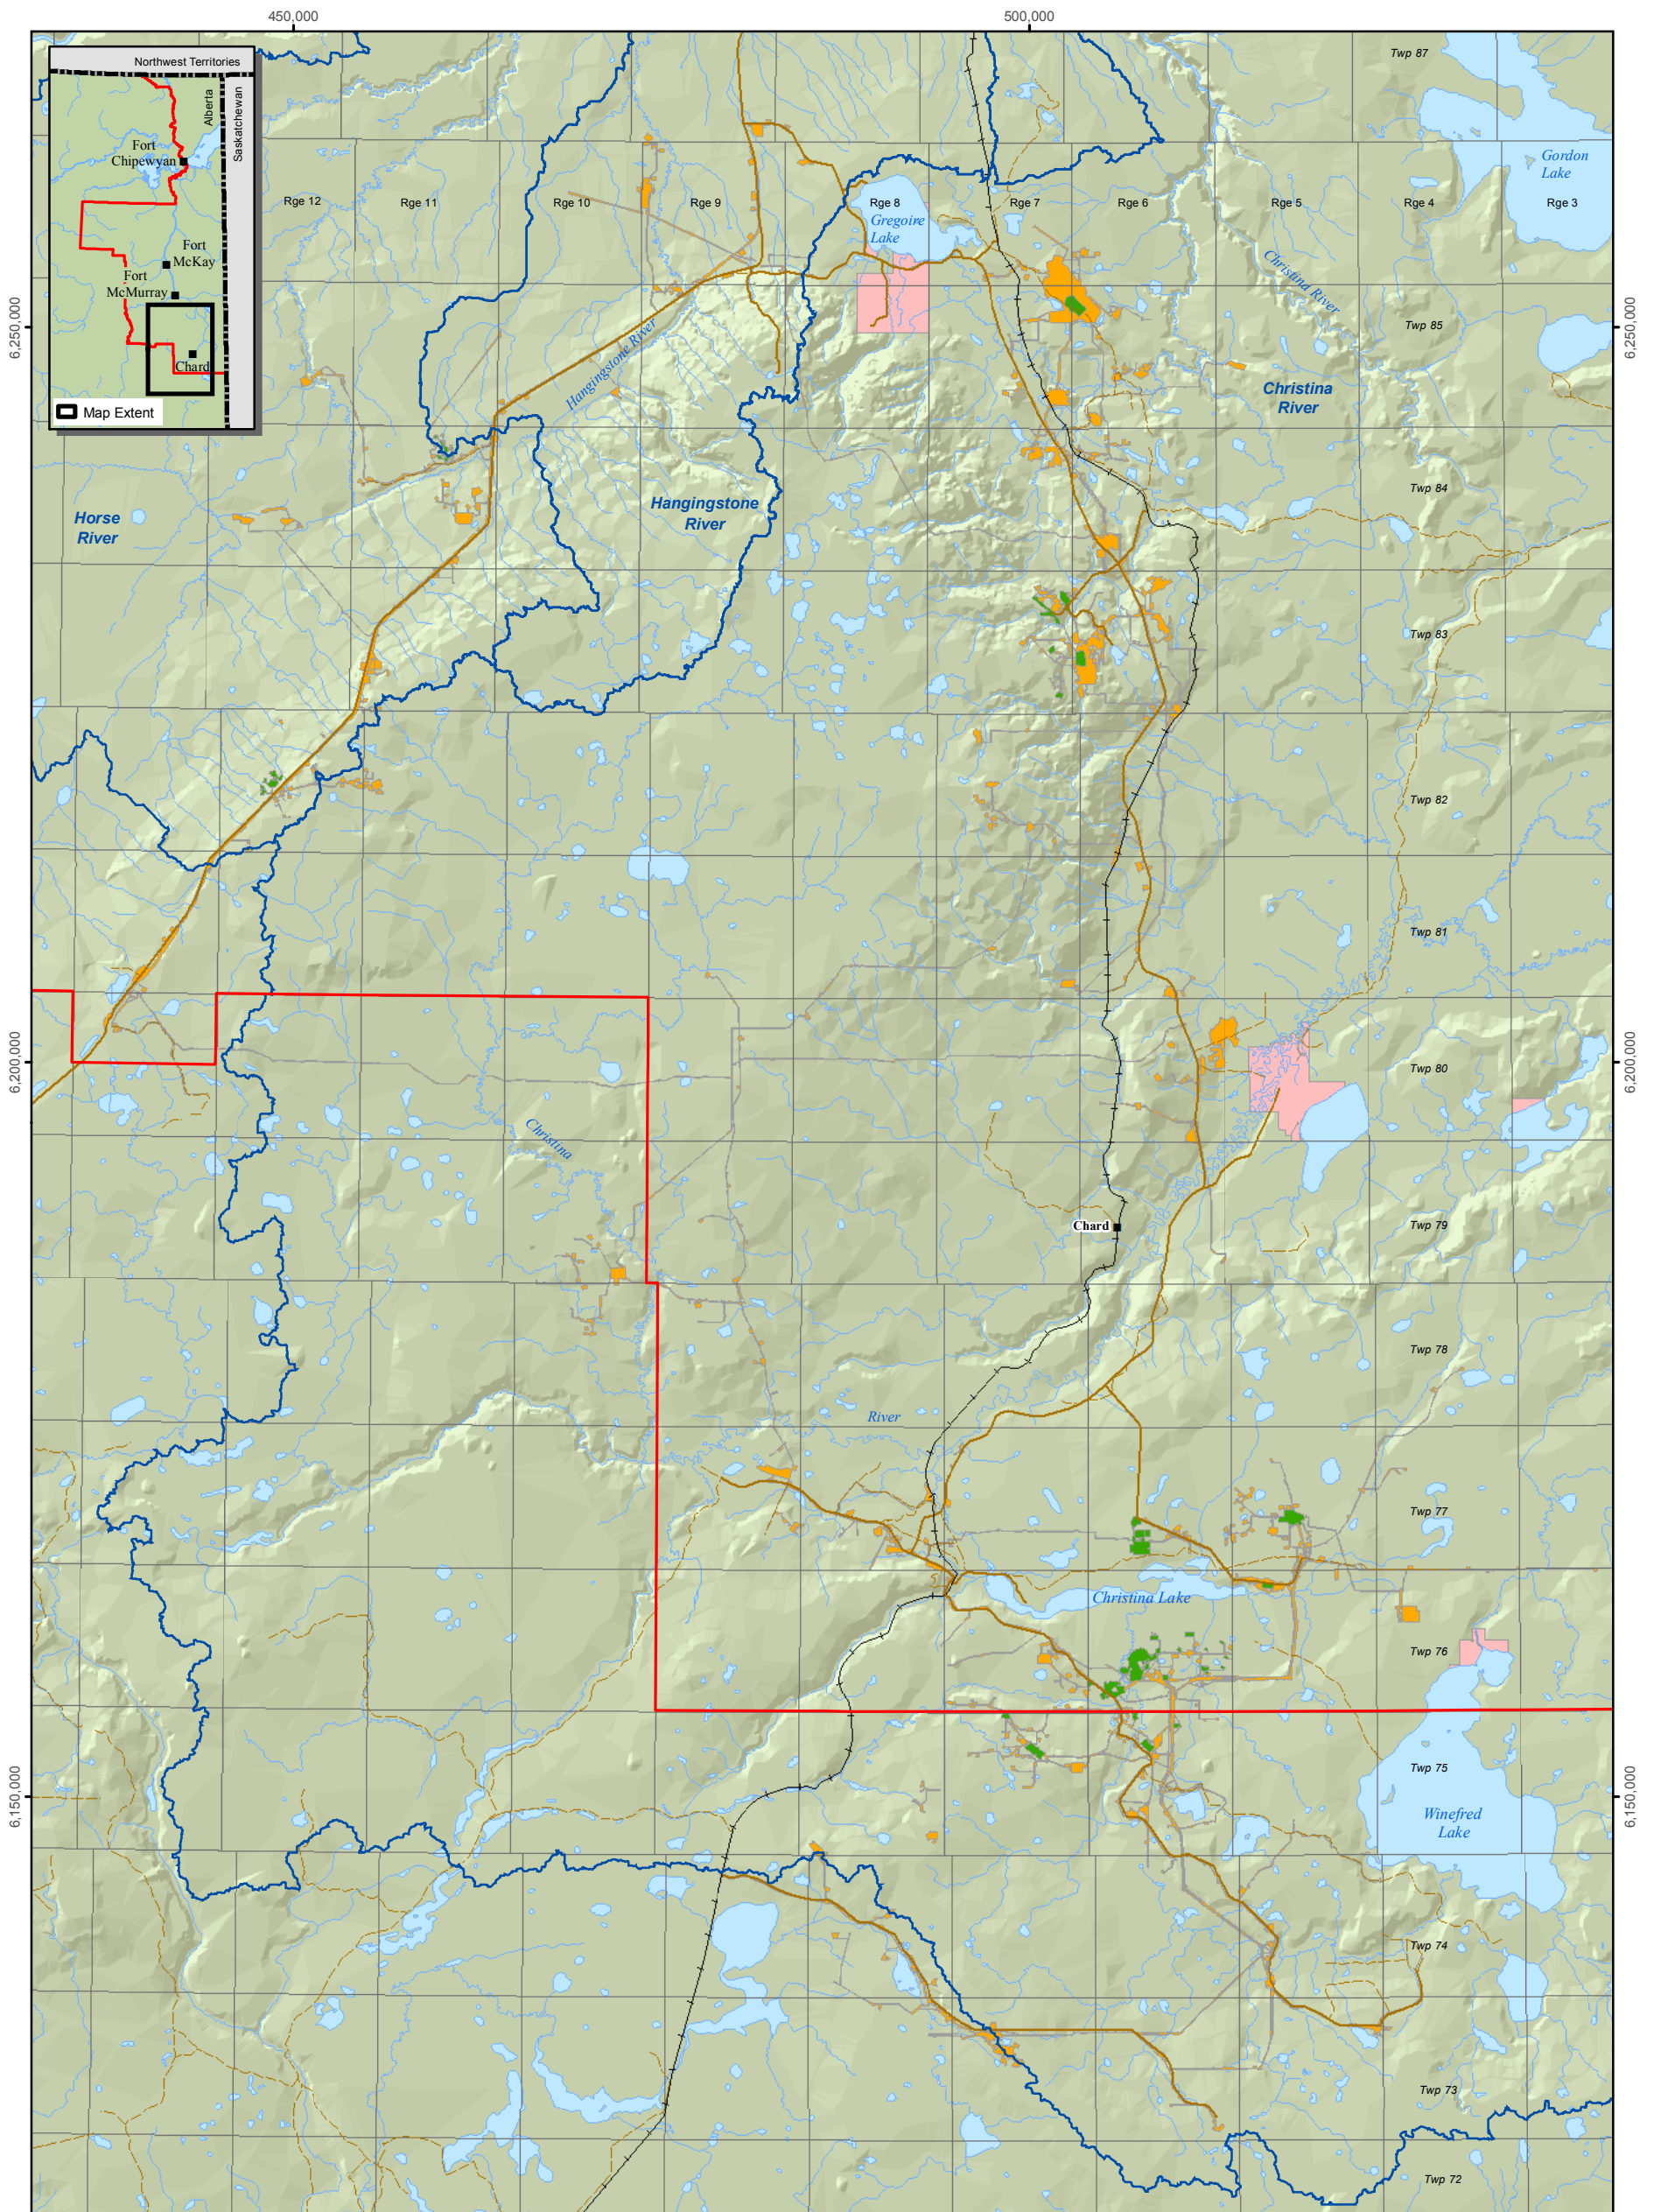 450,000
500,000
Northwest Territories
Alberta
Saskatchewan
Fort
Chipewyan
Fort
McKay
Fort
McMurray
Chard
Map Extent
Twp 87
Gordon
Lake
Rge 12
Rge 11
Rge 10
Rge 9
Rge 8
Rge 7
Rge 6
Rge 5
Rge 4
Rge 3
Gregoire
Lake
Christina River
6,250,000
6,250,000
Twp 85
Hangingstone River
Christina
River
Twp 84
Horse
River
Hangingstone
River
Twp 83
Twp 82
Twp 81
6,200,000
6,200,000
Twp 80
Christina
Chard
Twp 79
Twp 78
River
Twp 77
Christina Lake
Twp 76
Twp 75
6,150,000
6,150,000
Winefred
Lake
Twp 74
Twp 73
Twp 72